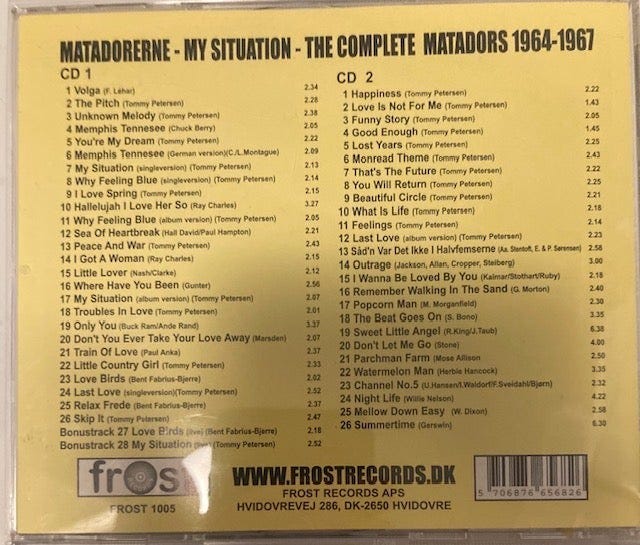 MATADORERNE - MY SITUATION - THE COMPLETE MATADORS 1964-1967
CD 1
1 Volga (F. Léhar) 2.34
2 The Pitch (Tommy Petersen) 2.28
3 Unknown Melody (Tommy Petersen) 2.38
4 Memphis Tennesee (Chuck Berry) 2.05
5 You're My Dream (Tommy Petersen) 2.22
6 Memphis Tennesee (German version)(C./L.Montague) 2.09
7 My Situation (singleversion) (Tommy Petersen) 2.13
8 Why Feeling Blue (singleversion) (Tommy Petersen) 2.14
9 I Love Spring (Tommy Petersen) 2.15
10 Hallelujah I Love Her So (Ray Charles) 3.27
11 Why Feeling Blue (album version) (Tommy Petersen) 2.05
12 Sea Of Heartbreak (Hall David/Paul Hampton) 2.21
13 Peace And War (Tommy Petersen) 2.43
14 I Got A Woman (Ray Charles) 3.15
15 Little Lover (Nash/Clarke) 2.12
16 Where Have You Been (Gunter) 2.56
17 My Situation (album version) (Tommy Petersen) 2.07
18 Troubles In Love (Tommy Petersen) 2.01
19 Only You (Buck Ram/Ande Rand) 3.37
20 Don't You Ever Take Your Love Away (Marsden) 2.07
21 Train Of Love (Paul Anka) 2.37
22 Little Country Girl (Tommy Petersen) 2.33
23 Love Birds (Bent Fabrius-Bjerre) 2.02
24 Last Love (singleversion)(Tommy Petersen) 2.52
25 Relax Frede (Bent Fabrius-Bjerre) 2.37
26 Skip It (Tommy Petersen) 2.47
Bonustrack 27 Love Birds (live) (Bent Fabrius-Bjerre) 2.18
Bonustrack 28 My Situation (live) (Tommy Petersen) 2.52
CD 2
1 Happiness (Tommy Petersen) 2.22
2 Love Is Not For Me (Tommy Petersen) 1.43
3 Funny Story (Tommy Petersen) 2.05
4 Good Enough (Tommy Petersen) 1.45
5 Lost Years (Tommy Petersen) 2.25
6 Monread Theme (Tommy Petersen) 2.43
7 That's The Future (Tommy Petersen) 2.22
8 You Will Return (Tommy Petersen) 2.25
9 Beautiful Circle (Tommy Petersen) 2.21
10 What Is Life (Tommy Petersen) 2.18
11 Feelings (Tommy Petersen) 2.14
12 Last Love (album version) (Tommy Petersen) 2.23
13 Såd'n Var Det Ikke I Halvfemserne (Aa. Stentoft, E. & P. Sørensen) 2.58
14 Outrage (Jackson, Allan, Cropper, Steiberg) 3.00
15 I Wanna Be Loved By You (Kalmar/Stothart/Ruby) 2.18
16 Remember Walking In The Sand (G. Morton) 2.40
17 Popcorn Man (M. Morganfield) 2.30
18 The Beat Goes On (S. Bono) 3.35
19 Sweet Little Angel (R.King/J.Taub) 6.38
20 Don't Let Me Go (Stone) 4.00
21 Parchman Farm (Mose Allison 2.50
22 Watermelon Man (Herbie Hancock) 3.35
23 Channel No.5 (U.Hansen/I.Waldorf/F.Sveidahl/Bjørn) 2.32
24 Night Life (Willie Nelson) 4.22
25 Mellow Down Easy (W. Dixon) 2.58
26 Summertime (Gerswin) 6.30
frost
FROST 1005
WWW.FROSTRECORDS.DK
FROST RECORDS APS
HVIDOVREVEJ 286, DK-2650 HVIDOVRE
5 706876 656826